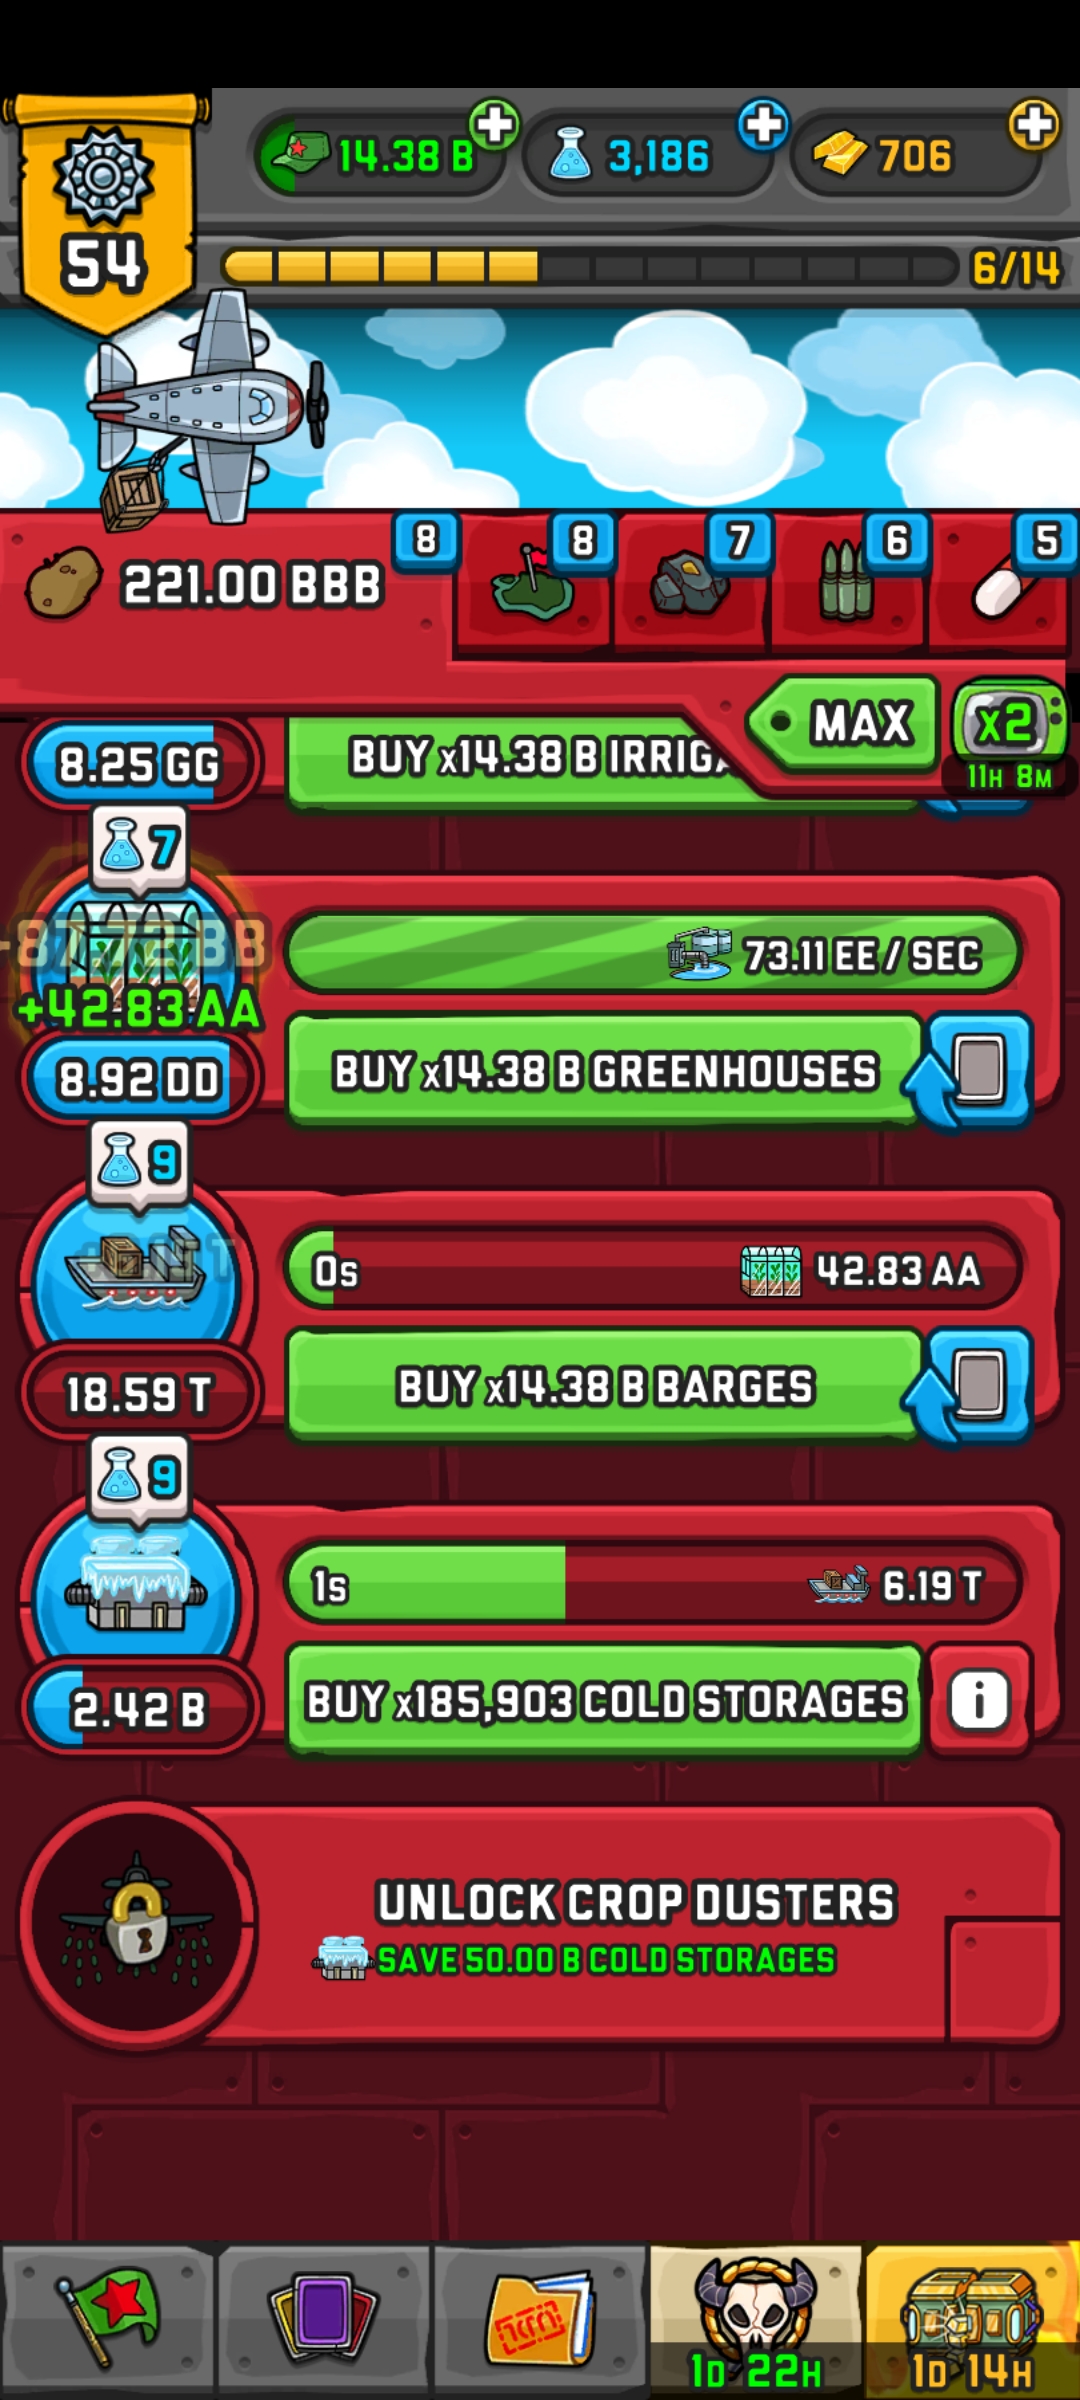 54
14.38 B
3,186
706
6/14
221.00 BBB
8
8
7
6
5
MAX
x2
11H 8M
8.25 GG
BUY x14.38 B IRRIGA
7
+42.83 AA
73.11 EE / SEC
8.92 DD
BUY x14.38 B GREENHOUSES
9
0s
42.83 AA
18.59 T
BUY x14.38 B BARGES
9
1s
6.19 T
2.42 B
BUY x185,903 COLD STORAGES
i
UNLOCK CROP DUSTERS
SAVE 50.00 B COLD STORAGES
1D 22H
1D 14H